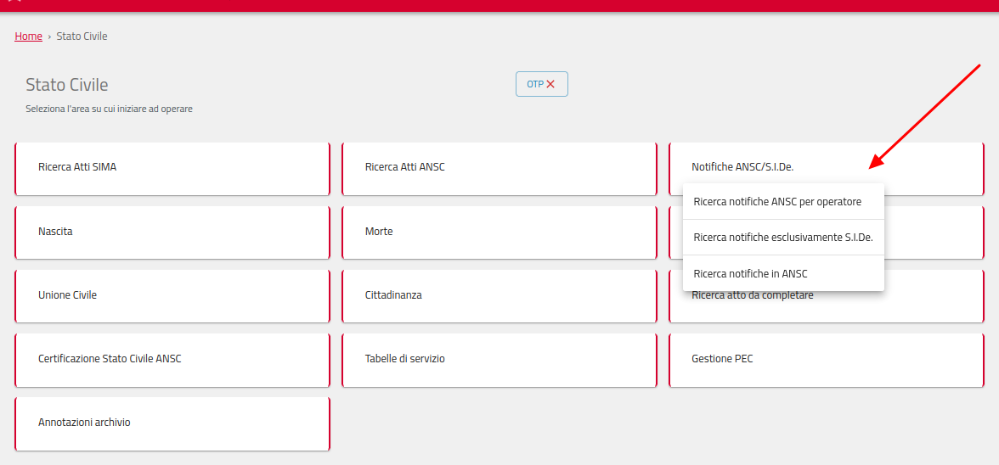 Home › Stato Civile
Stato Civile
OTP
Seleziona l'area su cui iniziare ad operare
Ricerca Atti SIMA
Ricerca Atti ANSC
Notifiche ANSC/S.I.De.
Ricerca notifiche ANSC per operatore
Ricerca notifiche esclusivamente S.I.De.
Ricerca notifiche in ANSC
Nascita
Morte
Unione Civile
Cittadinanza
Ricerca atto da completare
Certificazione Stato Civile ANSC
Tabelle di servizio
Gestione PEC
Annotazioni archivio